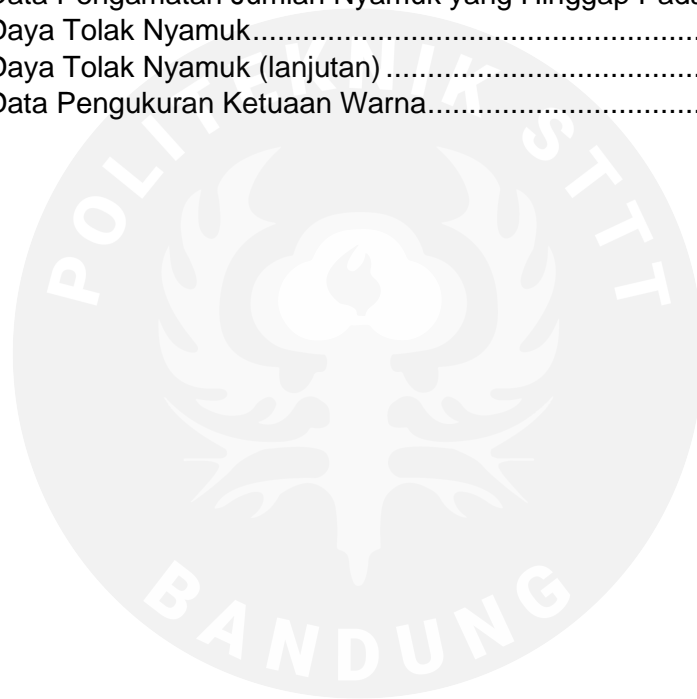 Data Pengamatan Jumlah Nyamuk yang Hinggap Pada
Daya Tolak Nyamuk................................................................
Daya Tolak Nyamuk (lanjutan) ................................................
Data Pengukuran Ketuaan Warna...........................................
POLITEKNIK STTT
BANDUNG